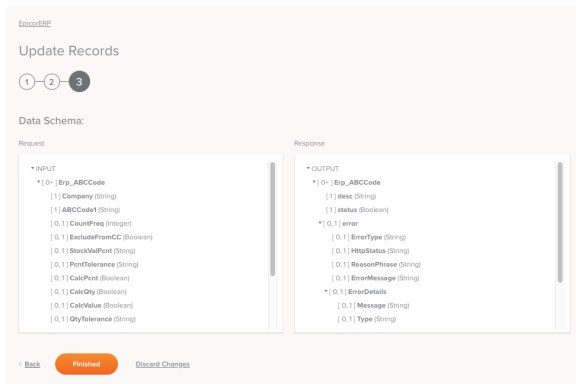 EpicorERP
Update Records
1 2 3
Data Schema:
Request
INPUT
[ 0+ ] Erp_ABCCode
[ 1 ] Company (String)
[ 1 ] ABCCode1 (String)
[ 0, 1 ] CountFreq (Integer)
[ 0, 1 ] ExcludeFromCC (Boolean)
[ 0, 1 ] StockValPcnt (String)
[ 0, 1 ] PcntTolerance (String)
[ 0, 1 ] CalcPcnt (Boolean)
[ 0, 1 ] CalcQty (Boolean)
[ 0, 1 ] CalcValue (Boolean)
[ 0, 1 ] QtyTolerance (String)
Response
OUTPUT
[ 0+ ] Erp_ABCCode
[ 1 ] desc (String)
[ 1 ] status (Boolean)
[ 0, 1 ] error
[ 0, 1 ] ErrorType (String)
[ 0, 1 ] HttpStatus (String)
[ 0, 1 ] ReasonPhrase (String)
[ 0, 1 ] ErrorMessage (String)
[ 0, 1 ] ErrorDetails
[ 0, 1 ] Message (String)
[ 0, 1 ] Type (String)
< Back Finished Discard Changes